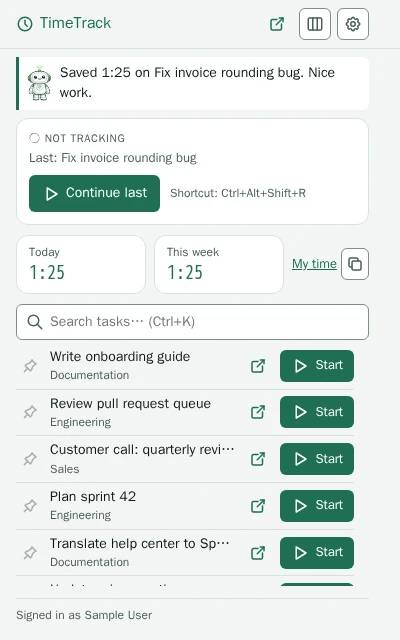 TimeTrack
Saved 1:25 on Fix invoice rounding bug. Nice
work.
NOT TRACKING
Last: Fix invoice rounding bug
Continue last
Shortcut: Ctrl+Alt+Shift+R
Today
1:25
This week
1:25
My time
Search tasks··· (Ctrl+K)
Write onboarding guide
Documentation
Start
Review pull request queue
Engineering
Start
Customer call: quarterly revi···
Sales
Start
Plan sprint 42
Engineering
Start
Translate help center to Sp···
Documentation
Start
Signed in as Sample User